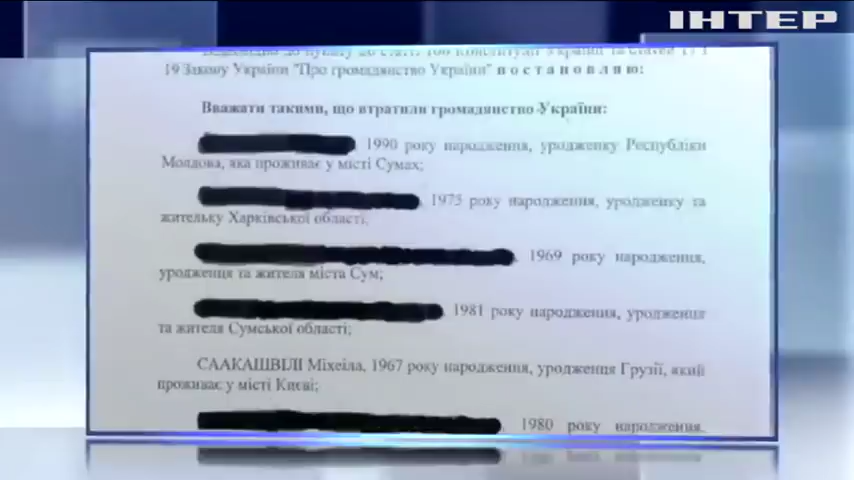 ІНТЕР
19 Закону України "Про громадянство України" п о с т а н о в л я ю:
Вважати такими, що втратили громадянство України:
1990 року народження, уродженку Республіки
Молдова, яка проживає у місті Сумах;
, 1975 року народження, уродженку та
жительку Харківської області;
, 1969 року народження,
уродженця та жителя міста Сум;
, 1981 року народження, уродженця
та жителя Сумської області;
СААКАШВІЛІ Міхеіла, 1967 року народження, уродженця Грузії, який
проживає у місті Києві;
, 1980 року народження,